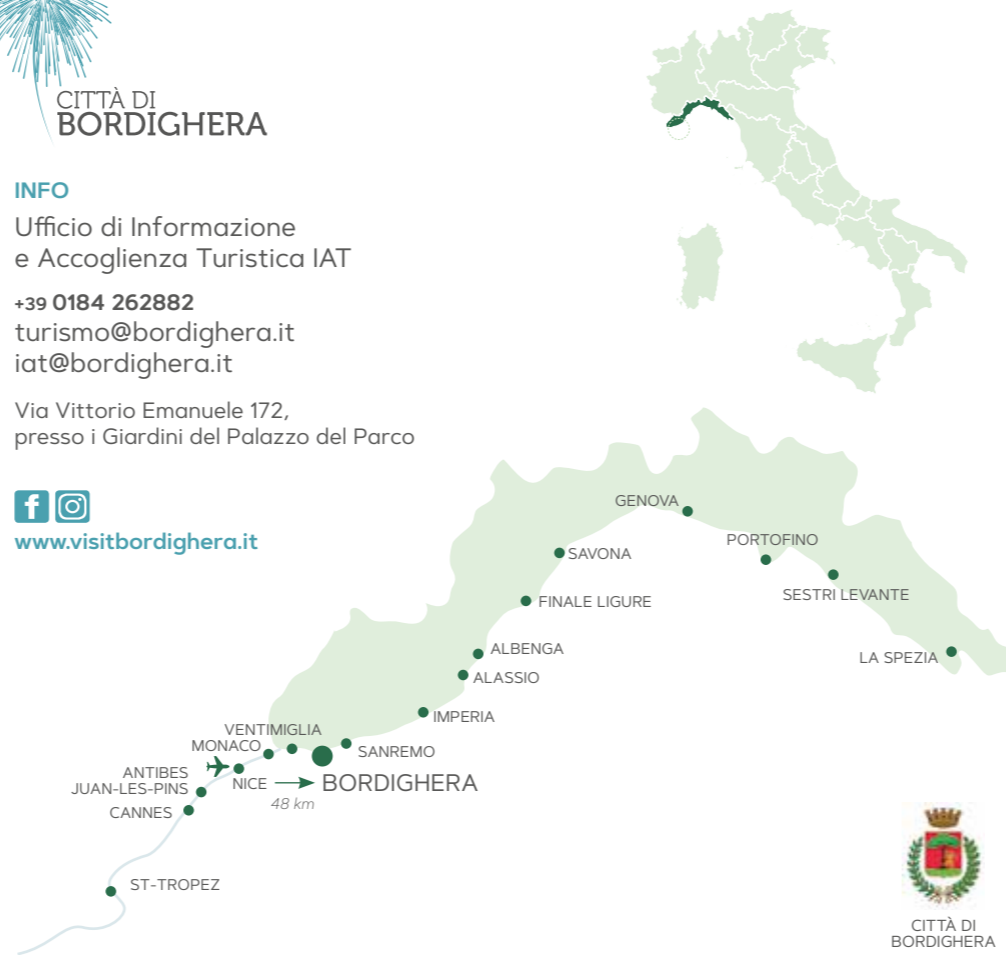 CITTÀ DI
BORDIGHERA
INFO
Ufficio di Informazione
e Accoglienza Turistica IAT
+39 0184 262882
turismo@bordighera.it
iat@bordighera.it
Via Vittorio Emanuele 172,
presso i Giardini del Palazzo del Parco
www.visitbordighera.it
GENOVA
PORTOFINO
SAVONA
SESTRI LEVANTE
FINALE LIGURE
ALBENGA
LA SPEZIA
ALASSIO
IMPERIA
VENTIMIGLIA
MONACO
SANREMO
ANTIBES
JUAN-LES-PINS
NICE
BORDIGHERA
48 km
CANNES
ST-TROPEZ
CITTÀ DI
BORDIGHERA